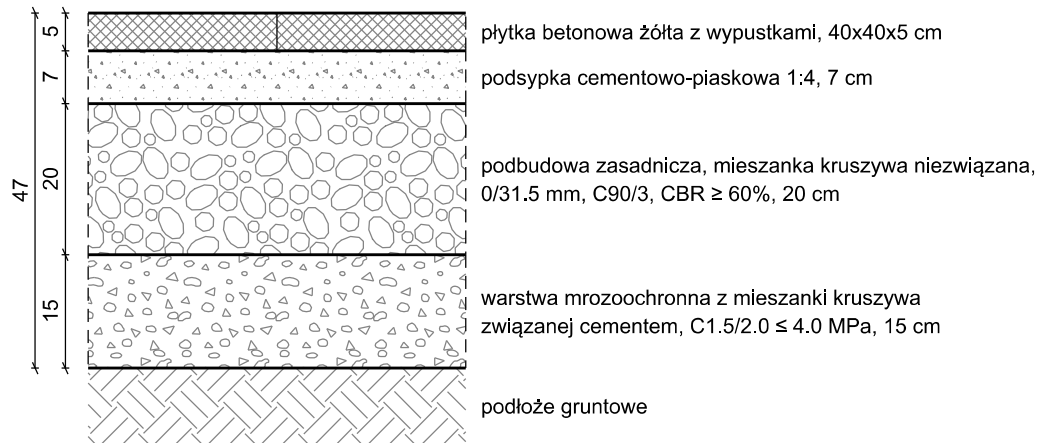 5
płytka betonowa żółta z wypustkami, 40x40x5 cm
7
podsypka cementowo-piaskowa 1:4, 7 cm
47
20
podbudowa zasadnicza, mieszanka kruszywa niezwiązana,
0/31.5 mm, C90/3, CBR ≥ 60%, 20 cm
15
warstwa mrozoochronna z mieszanki kruszywa
związanej cementem, C1.5/2.0 ≤ 4.0 MPa, 15 cm
podłoże gruntowe